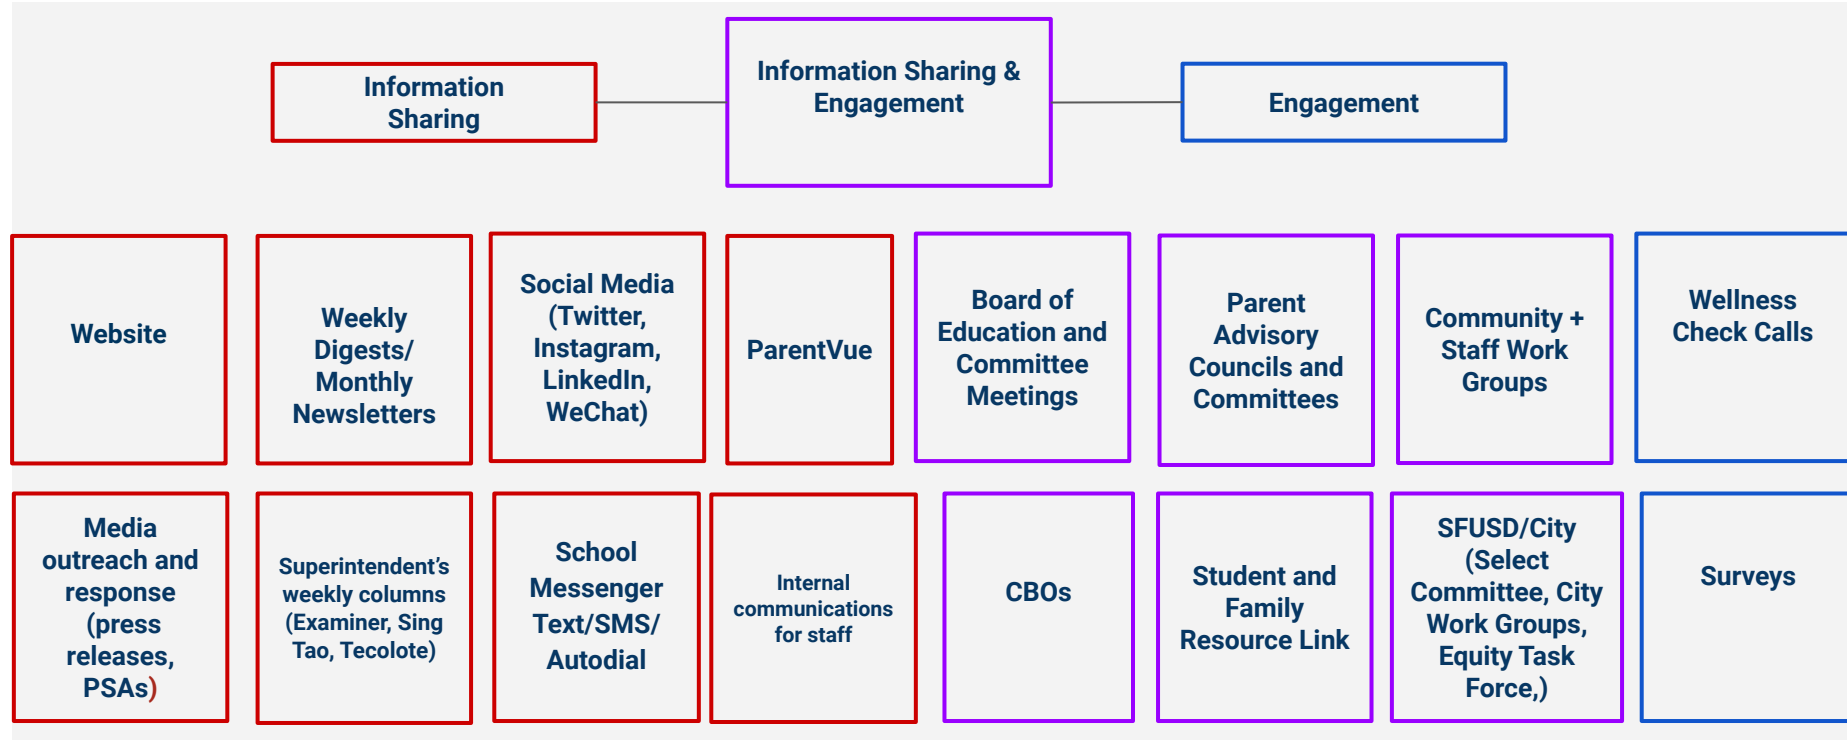 Information
Sharing
Information Sharing &
Engagement
Engagement
Website
Weekly
Digests/
Monthly
Newsletters
Social Media
(Twitter,
Instagram,
LinkedIn,
WeChat)
ParentVue
Board of
Education and
Committee
Meetings
Parent
Advisory
Councils and
Committees
Community +
Staff Work
Groups
Wellness
Check Calls
Media
outreach and
response
(press
releases,
PSAs)
Superintendent’s
weekly columns
(Examiner, Sing
Tao, Tecolote)
School
Messenger
Text/SMS/
Autodial
Internal
communications
for staff
CBOs
Student and
Family
Resource Link
SFUSD/City
(Select
Committee, City
Work Groups,
Equity Task
Force,)
Surveys